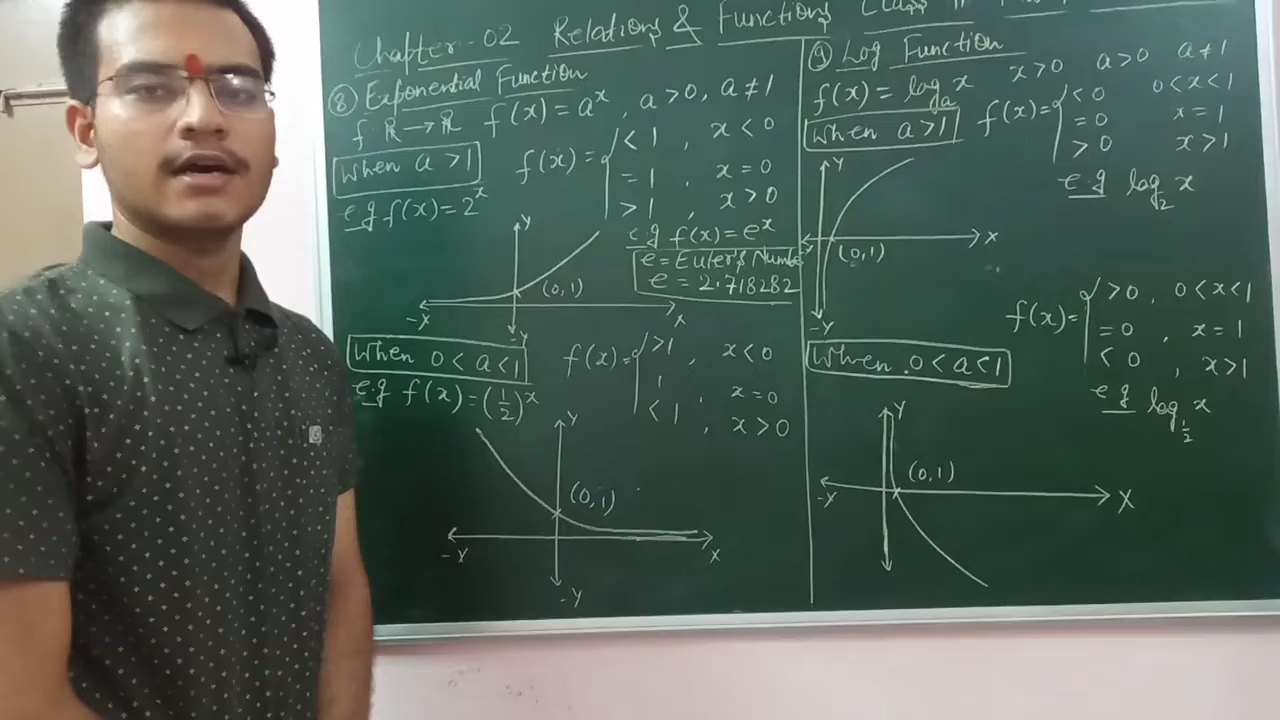 Chapter-02 Relations & Functions Class 11
⑧ Exponential Function
f: R → R f(x) = a^x, a > 0, a ≠ 1
When a > 1
f(x) = { < 1, x < 0
= 1, x = 0
> 1, x > 0
e.g f(x) = 2^x
e.g f(x) = e^x
e = Euler's Number
e = 2.718282
Y
(0,1)
-X X
-Y
When 0 < a < 1
f(x) = { > 1, x < 0
1, x = 0
< 1, x > 0
e.g f(x) = (1/2)^x
Y
(0,1)
-X X
-Y
⑨ Log Function
f(x) = log_a x x > 0 a > 0 a ≠ 1
When a > 1
f(x) = { < 0 0 < x < 1
= 0 x = 1
> 0 x > 1
e.g log_2 x
Y
X
(0,1)
-Y
When 0 < a < 1
f(x) = { > 0, 0 < x < 1
= 0, x = 1
< 0, x > 1
e.g log_1/2 x
Y
(0,1)
-X X